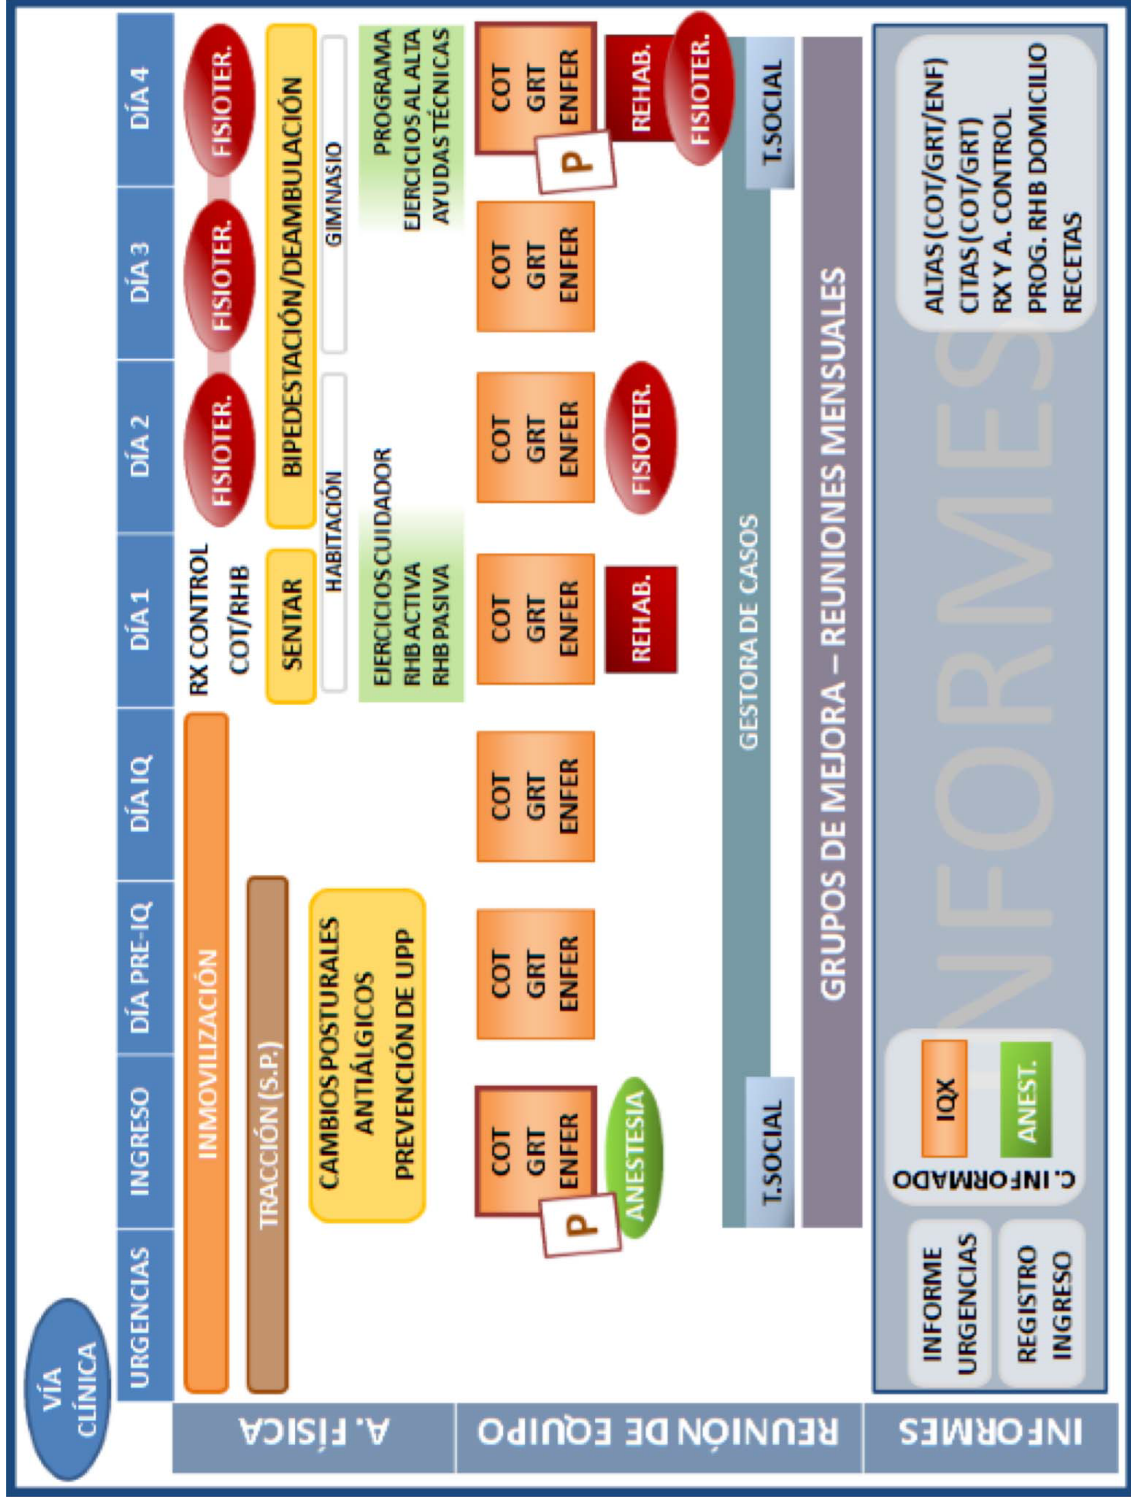 VÍA
CLÍNICA
URGENCIAS
INGRESO
DÍA PRE-IQ
DÍA IQ
DÍA 1
DÍA 2
DÍA 3
DÍA 4
A. FÍSICA
INMOVILIZACIÓN
TRACCIÓN (S.P.)
CAMBIOS POSTURALES
ANTIÁLGICOS
PREVENCIÓN DE UPP
RX CONTROL
COT/RHB
FISIOTER.
FISIOTER.
FISIOTER.
SENTAR
BIPEDESTACIÓN/DEAMBULACIÓN
HABITACIÓN
GIMNASIO
EJERCICIOS CUIDADOR
RHB ACTIVA
RHB PASIVA
PROGRAMA
EJERCICIOS AL ALTA
AYUDAS TÉCNICAS
REUNIÓN DE EQUIPO
COT
GRT
ENFER
P
ANESTESIA
COT
GRT
ENFER
COT
GRT
ENFER
COT
GRT
ENFER
REHAB.
COT
GRT
ENFER
FISIOTER.
COT
GRT
ENFER
COT
GRT
ENFER
P
REHAB.
FISIOTER.
GESTORA DE CASOS
T.SOCIAL
T.SOCIAL
GRUPOS DE MEJORA – REUNIONES MENSUALES
INFORMES
INFORME
URGENCIAS
REGISTRO
INGRESO
C. INFORMADO
IQX
ANEST.
INFORMES
ALTAS (COT/GRT/ENF)
CITAS (COT/GRT)
RX Y A. CONTROL
PROG. RHB DOMICILIO
RECETAS